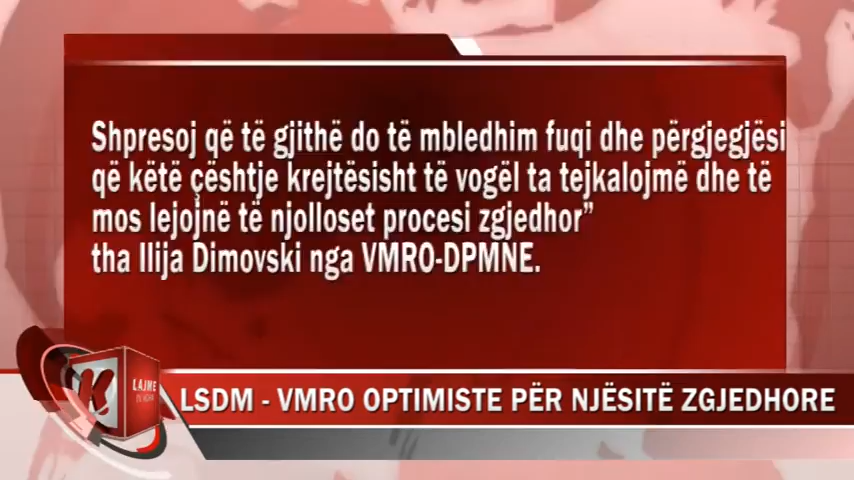 Shpresoj që të gjithë do të mbledhim fuqi dhe përgjegjësi
që këtë çështje krejtësisht të vogël ta tejkalojmë dhe të
mos lejojnë të njolloset procesi zgjedhor”
tha Ilija Dimovski nga VMRO-DPMNE.
K
LAJME
LSDM - VMRO OPTIMISTE PËR NJËSITË ZGJEDHORE